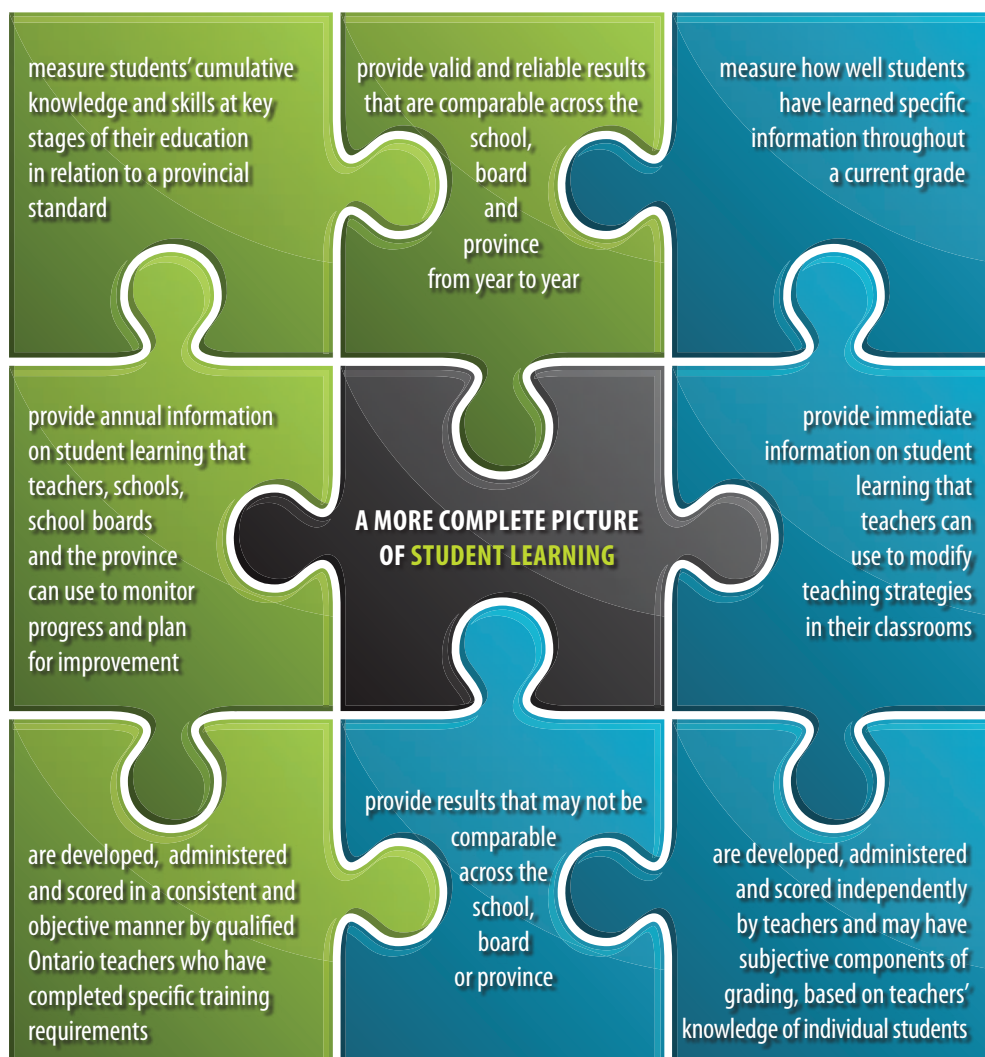 measure students’ cumulative
knowledge and skills at key
stages of their education
in relation to a provincial
standard
provide valid and reliable results
that are comparable across the
school,
board
and
province
from year to year
measure how well students
have learned specific
information throughout
a current grade
provide annual information
on student learning that
teachers, schools,
school boards
and the province
can use to monitor
progress and plan
for improvement
A MORE COMPLETE PICTURE
OF STUDENT LEARNING
provide immediate
information on student
learning that
teachers can
use to modify
teaching strategies
in their classrooms
are developed, administered
and scored in a consistent and
objective manner by qualified
Ontario teachers who have
completed specific training
requirements
provide results that may not be
comparable
across the
school,
board
or province
are developed, administered
and scored independently
by teachers and may have
subjective components of
grading, based on teachers’
knowledge of individual students